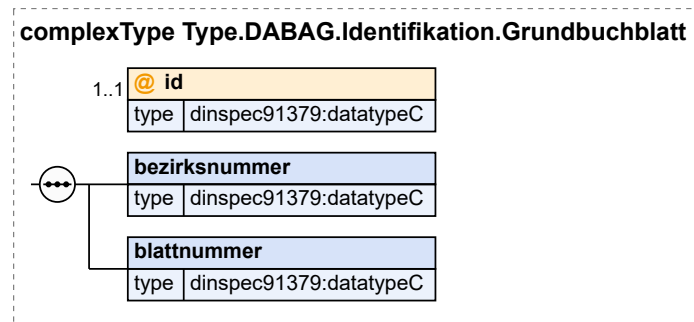 complexType Type.DABAG.Identifikation.Grundbuchblatt
1..1 @ id
type dinspec91379:datatypeC
bezirksnummer
type dinspec91379:datatypeC
blattnummer
type dinspec91379:datatypeC